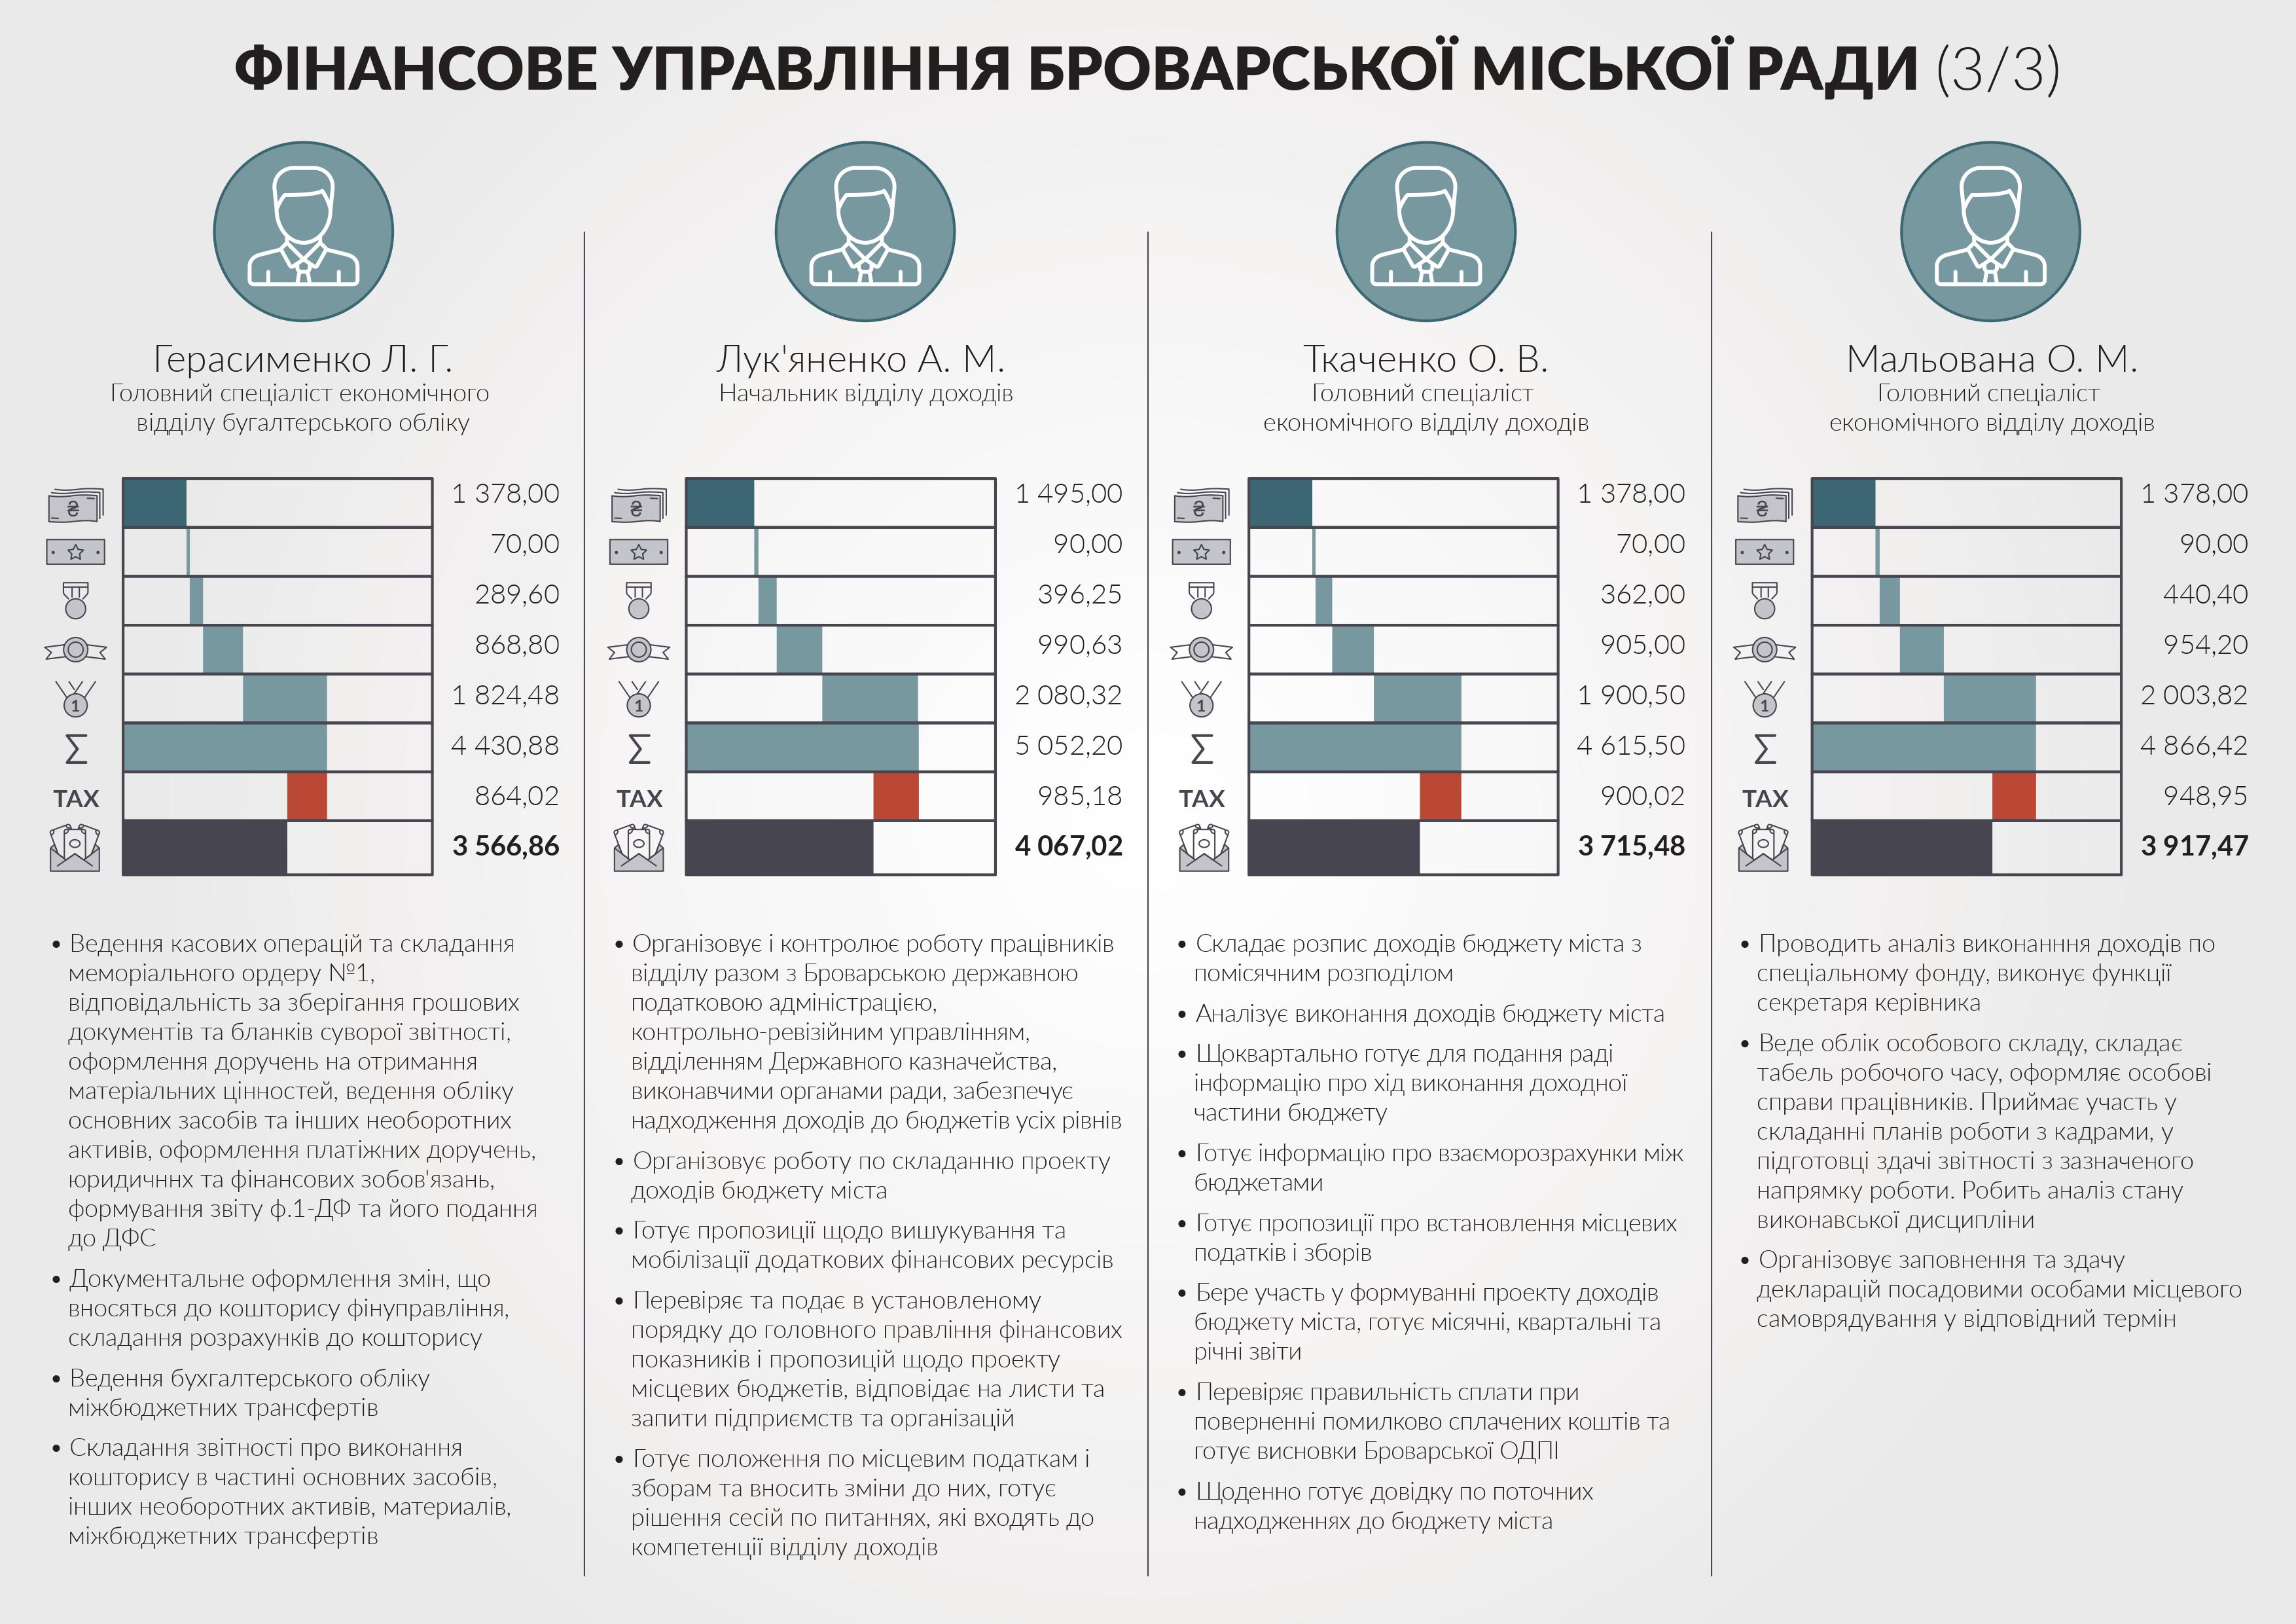 ФІНАНСОВЕ УПРАВЛІННЯ БРОВАРСЬКОЇ МІСЬКОЇ РАДИ (3/3)
Герасименко Л. Г.
Головний спеціаліст економічного
відділу бугалтерського обліку
1 378,00
70,00
289,60
868,80
1
1 824,48
Σ
4 430,88
TAX
864,02
3 566,86
• Ведення касових операцій та складання
меморіального ордеру №1,
відповідальність за зберігання грошових
документів та бланків суворої звітності,
оформлення доручень на отримання
матеріальних цінностей, ведення обліку
основних засобів та інших необоротних
активів, оформлення платіжних доручень,
юридичннх та фінансових зобов'язань,
формування звіту ф.1-ДФ та його подання
до ДФС
• Документальне оформлення змін, що
вносяться до кошторису фінуправління,
складання розрахунків до кошторису
• Ведення бухгалтерського обліку
міжбюджетних трансфертів
• Складання звітності про виконання
кошторису в частині основних засобів,
інших необоротних активів, материалів,
міжбюджетних трансфертів
Лук'яненко А. М.
Начальник відділу доходів
₴
1 495,00
90,00
396,25
990,63
1
2 080,32
Σ
5 052,20
TAX
985,18
4 067,02
• Організовує і контролює роботу працівників
відділу разом з Броварською державною
податковою адміністрацією,
контрольно-ревізійним управлінням,
відділенням Державного казначейства,
виконавчими органами ради, забезпечує
надходження доходів до бюджетів усіх рівнів
• Організовує роботу по складанню проекту
доходів бюджету міста
• Готує пропозиції щодо вишукування та
мобілізації додаткових фінансових ресурсів
• Перевіряє та подає в установленому
порядку до головного правління фінансових
показників і пропозицій щодо проекту
місцевих бюджетів, відповідає на листи та
запити підприємств та організацій
• Готує положення по місцевим податкам і
зборам та вносить зміни до них, готує
рішення сесій по питаннях, які входять до
компетенції відділу доходів
Ткаченко О. В.
Головний спеціаліст
економічного відділу доходів
₴
1 378,00
70,00
362,00
905,00
1
1 900,50
Σ
4 615,50
TAX
900,02
3 715,48
• Складає розпис доходів бюджету міста з
помісячним розподілом
• Аналізує виконання доходів бюджету міста
• Щоквартально готує для подання раді
інформацію про хід виконання доходної
частини бюджету
• Готує інформацію про взаєморозрахунки між
бюджетами
• Готує пропозиції про встановлення місцевих
податків і зборів
• Бере участь у формуванні проекту доходів
бюджету міста, готує місячні, квартальні та
річні звіти
• Перевіряє правильність сплати при
поверненні помилково сплачених коштів та
готує висновки Броварської ОДПІ
• Щоденно готує довідку по поточних
надходженнях до бюджету міста
Мальована О. М.
Головний спеціаліст
економічного відділу доходів
₴
1 378,00
90,00
440,40
954,20
1
2 003,82
Σ
4 866,42
TAX
948,95
3 917,47
• Проводить аналіз виконанння доходів по
спеціальному фонду, виконує функції
секретаря керівника
• Веде облік особового складу, складає
табель робочого часу, оформляє особові
справи працівників. Приймає участь у
складанні планів роботи з кадрами, у
підготовці здачі звітності з зазначеного
напрямку роботи. Робить аналіз стану
виконавської дисципліни
• Організовує заповнення та здачу
декларацій посадовими особами місцевого
самоврядування у відповідний термін